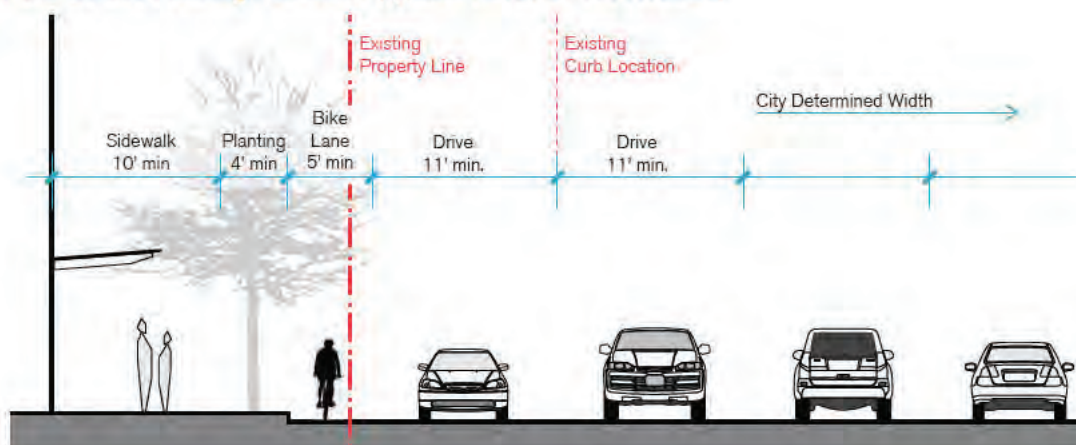 Existing
Property Line
Existing
Curb Location
City Determined Width
Sidewalk
10' min
Planting
4' min
Bike
Lane
5' min
Drive
11' min.
Drive
11' min.